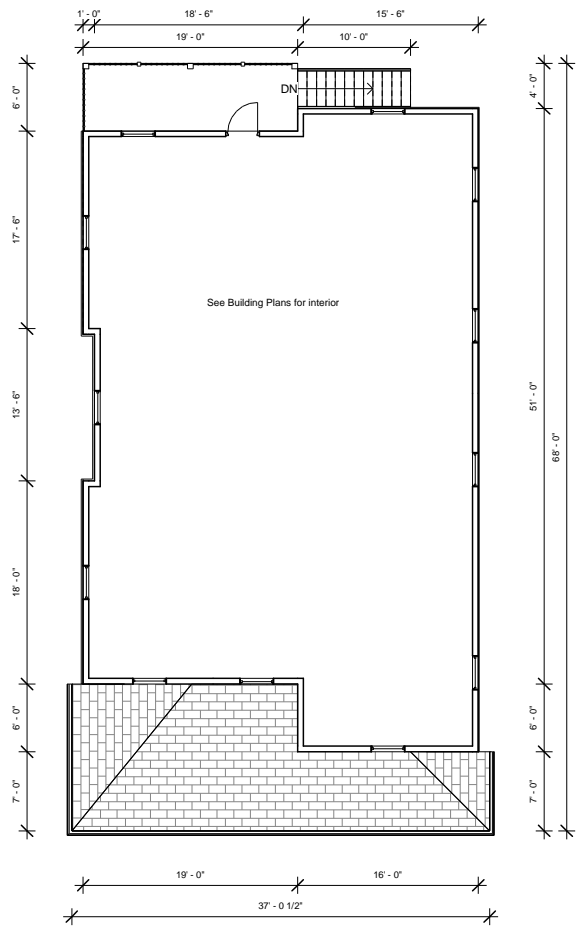 1' - 0"
18' - 6"
15' - 6"
19' - 0"
10' - 0"
6' - 0"
DN
4' - 0"
17' - 6"
See Building Plans for interior
13' - 6"
51' - 0"
68' - 0"
18' - 0"
6' - 0"
6' - 0"
7' - 0"
7' - 0"
19' - 0"
16' - 0"
37' - 0 1/2"